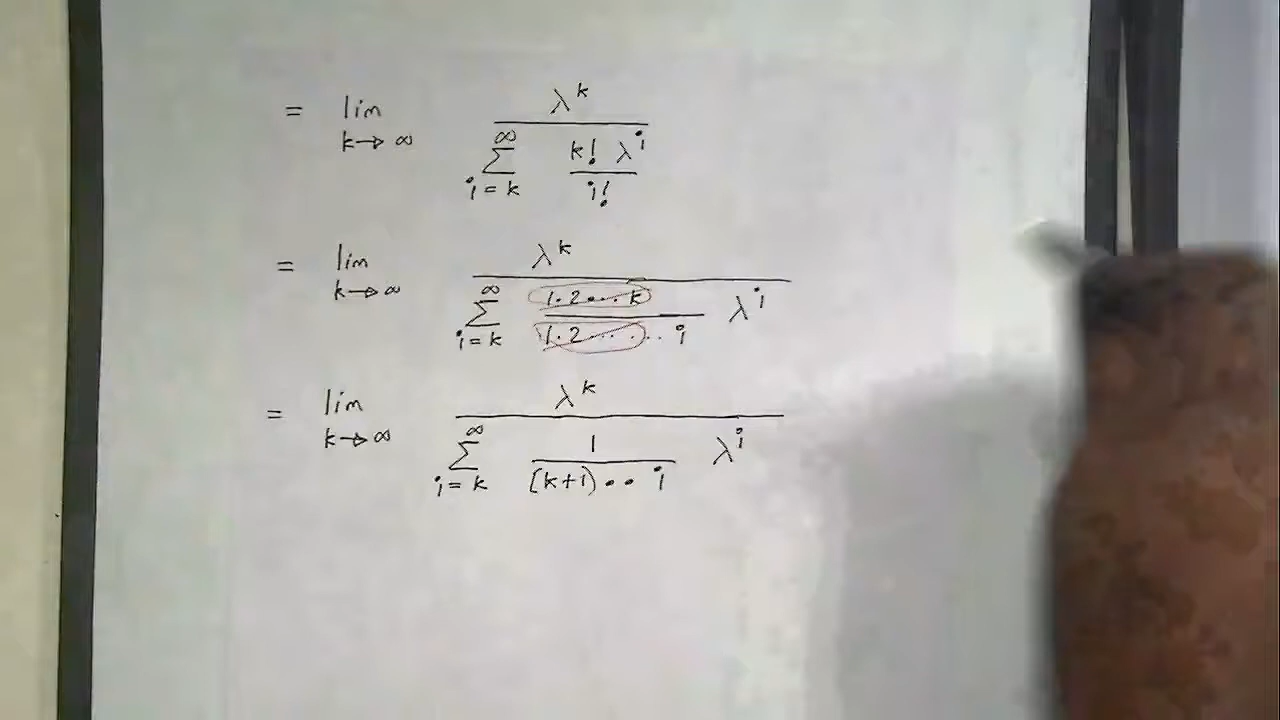 = lim k→∞ λ^k / ∑_{i=k}^{∞} k! λ^i / i!
= lim k→∞ λ^k / ∑_{i=k}^{∞} (1.2...k / 1.2.....i) λ^i
= lim k→∞ λ^k / ∑_{i=k}^{∞} (1 / (k+1)..i) λ^i